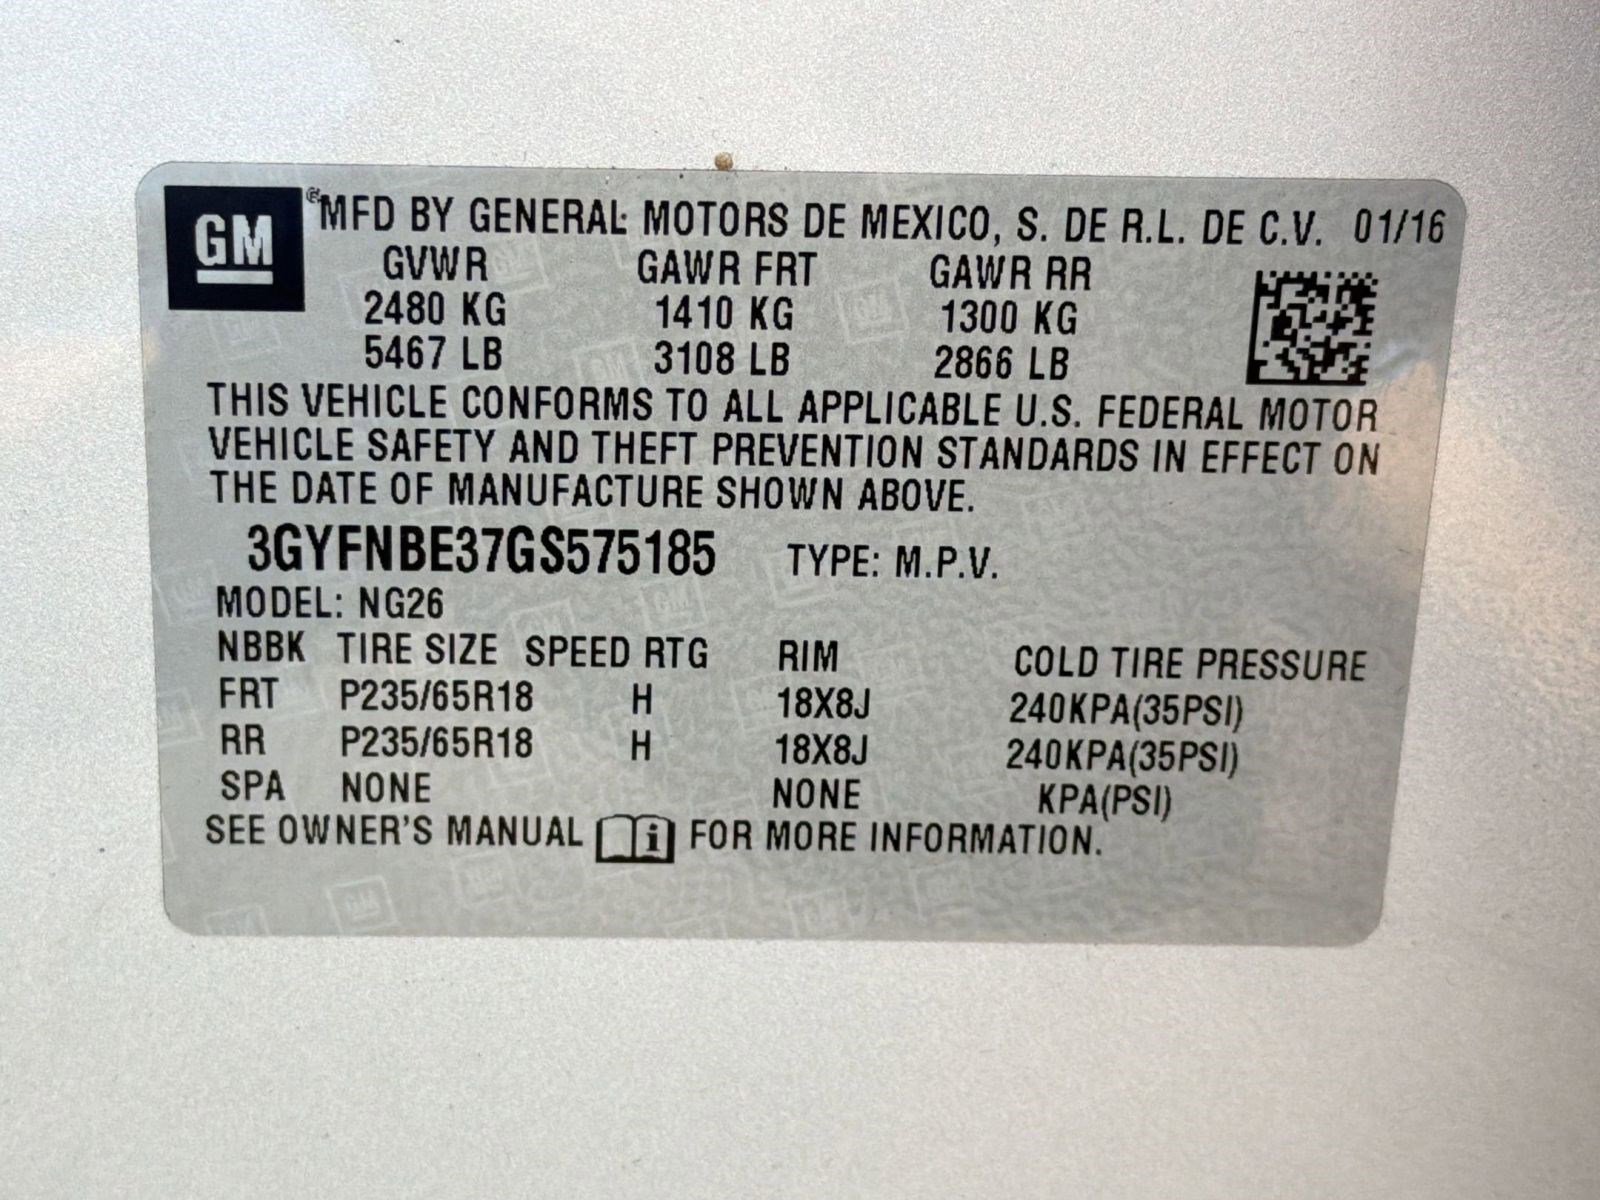 GM
MFD BY GENERAL MOTORS DE MEXICO, S. DE R.L. DE C.V. 01/16
GVWR GAWR FRT GAWR RR
2480 KG 1410 KG 1300 KG
5467 LB 3108 LB 2866 LB
THIS VEHICLE CONFORMS TO ALL APPLICABLE U.S. FEDERAL MOTOR
VEHICLE SAFETY AND THEFT PREVENTION STANDARDS IN EFFECT ON
THE DATE OF MANUFACTURE SHOWN ABOVE.
3GYFNBE37GS575185 TYPE: M.P.V.
MODEL: NG26
NBBK TIRE SIZE SPEED RTG RIM COLD TIRE PRESSURE
FRT P235/65R18 H 18X8J 240KPA(35PSI)
RR P235/65R18 H 18X8J 240KPA(35PSI)
SPA NONE NONE KPA(PSI)
SEE OWNER'S MANUAL i FOR MORE INFORMATION.